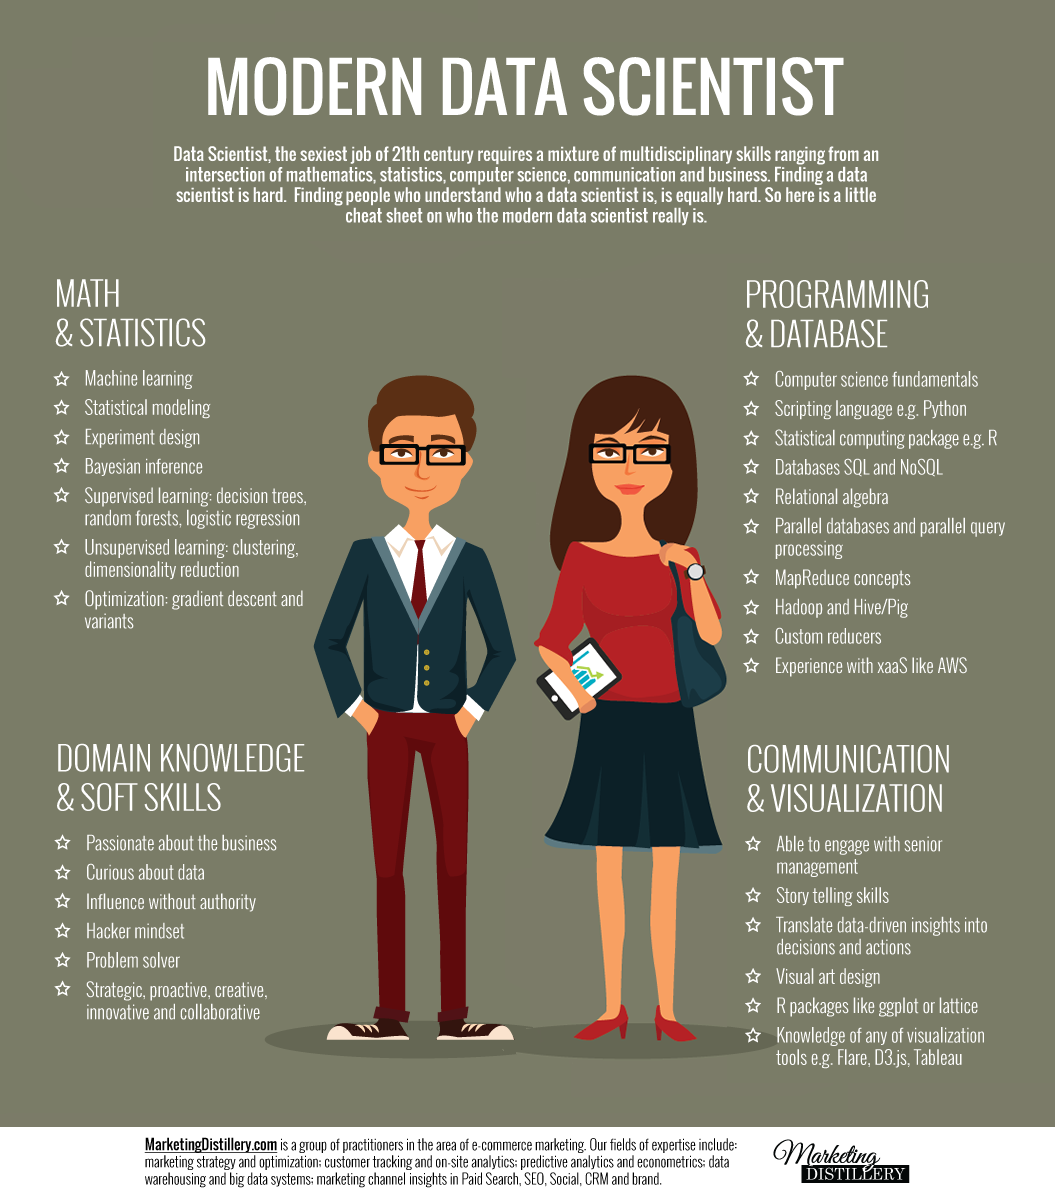 MODERN DATA SCIENTIST
Data Scientist, the sexiest job of 21th century requires a mixture of multidisciplinary skills ranging from an
intersection of mathematics, statistics, computer science, communication and business. Finding a data
scientist is hard. Finding people who understand who a data scientist is, is equally hard. So here is a little
cheat sheet on who the modern data scientist really is.
MATH
& STATISTICS
Machine learning
Statistical modeling
Experiment design
Bayesian inference
Supervised learning: decision trees,
random forests, logistic regression
Unsupervised learning: clustering,
dimensionality reduction
Optimization: gradient descent and
variants
PROGRAMMING
& DATABASE
Computer science fundamentals
Scripting language e.g. Python
Statistical computing package e.g. R
Databases SQL and NoSQL
Relational algebra
Parallel databases and parallel query
processing
MapReduce concepts
Hadoop and Hive/Pig
Custom reducers
Experience with xaaS like AWS
DOMAIN KNOWLEDGE
& SOFT SKILLS
Passionate about the business
Curious about data
Influence without authority
Hacker mindset
Problem solver
Strategic, proactive, creative,
innovative and collaborative
COMMUNICATION
& VISUALIZATION
Able to engage with senior
management
Story telling skills
Translate data-driven insights into
decisions and actions
Visual art design
R packages like ggplot or lattice
Knowledge of any of visualization
tools e.g. Flare, D3.js, Tableau
MarketingDistillery.com is a group of practitioners in the area of e-commerce marketing. Our fields of expertise include:
marketing strategy and optimization: customer tracking and on-site analytics: predictive analytics and econometrics: data
warehousing and big data systems: marketing channel insights in Paid Search, SEO, Social, CRM and brand.
Marketing
DISTILLERY